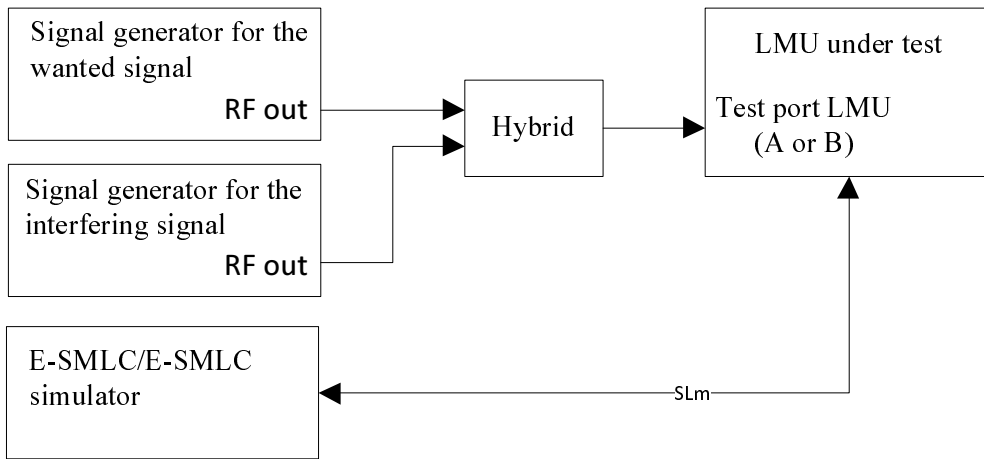 Signal generator for the
wanted signal
RF out
Signal generator for the
interfering signal
RF out
E-SMLC/E-SMLC
simulator
Hybrid
LMU under test
Test port LMU
(A or B)
SLm